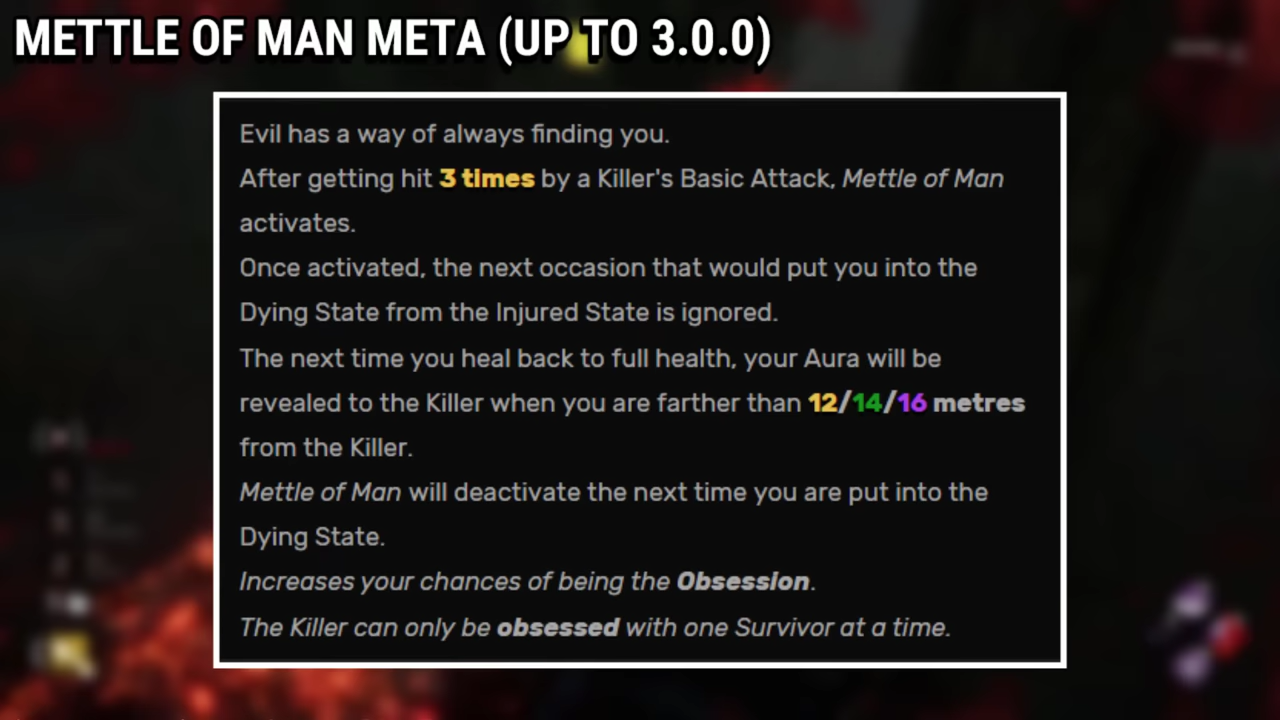 METTLE OF MAN META (UP TO 3.0.0)
Evil has a way of always finding you.
After getting hit 3 times by a Killer's Basic Attack, Mettle of Man
activates.
Once activated, the next occasion that would put you into the
Dying State from the Injured State is ignored.
The next time you heal back to full health, your Aura will be
revealed to the Killer when you are farther than 12/14/16 metres
from the Killer.
Mettle of Man will deactivate the next time you are put into the
Dying State.
Increases your chances of being the Obsession.
The Killer can only be obsessed with one Survivor at a time.